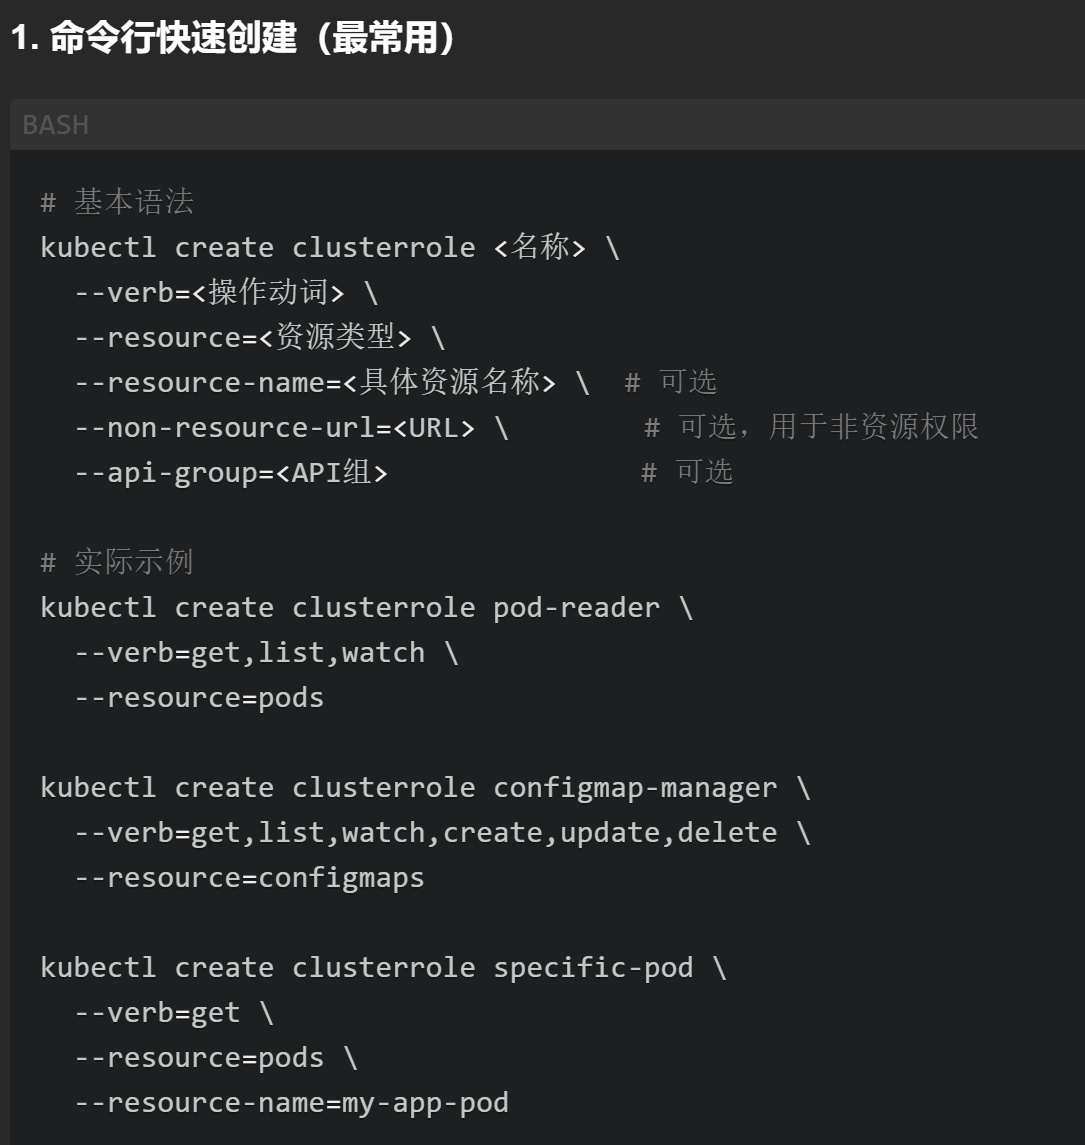 1. 命令行快速创建（最常用）
BASH
# 基本语法
kubectl create clusterrole <名称> \
  --verb=<操作动词> \
  --resource=<资源类型> \
  --resource-name=<具体资源名称> \  # 可选
  --non-resource-url=<URL> \        # 可选，用于非资源权限
  --api-group=<API组>               # 可选

# 实际示例
kubectl create clusterrole pod-reader \
  --verb=get,list,watch \
  --resource=pods

kubectl create clusterrole configmap-manager \
  --verb=get,list,watch,create,update,delete \
  --resource=configmaps

kubectl create clusterrole specific-pod \
  --verb=get \
  --resource=pods \
  --resource-name=my-app-pod